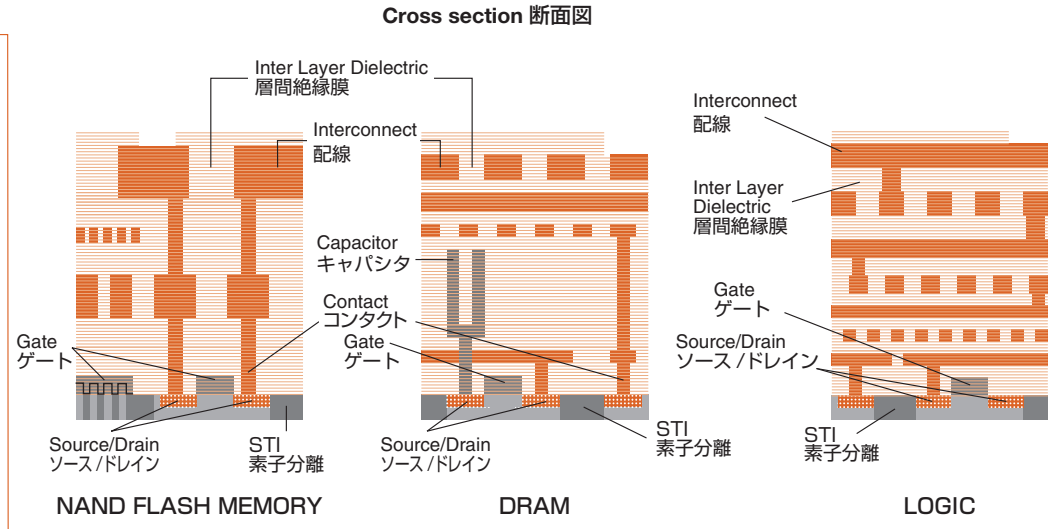 Cross section 断面図
Inter Layer Dielectric
層間絶縁膜
Interconnect
配線
Gate
ゲート
Source/Drain
ソース/ドレイン
STI
素子分離
NAND FLASH MEMORY
Capacitor
キャパシタ
Contact
コンタクト
Gate
ゲート
Source/Drain
ソース/ドレイン
STI
素子分離
DRAM
Interconnect
配線
Inter Layer
Dielectric
層間絶縁膜
Gate
ゲート
Source/Drain
ソース/ドレイン
STI
素子分離
LOGIC